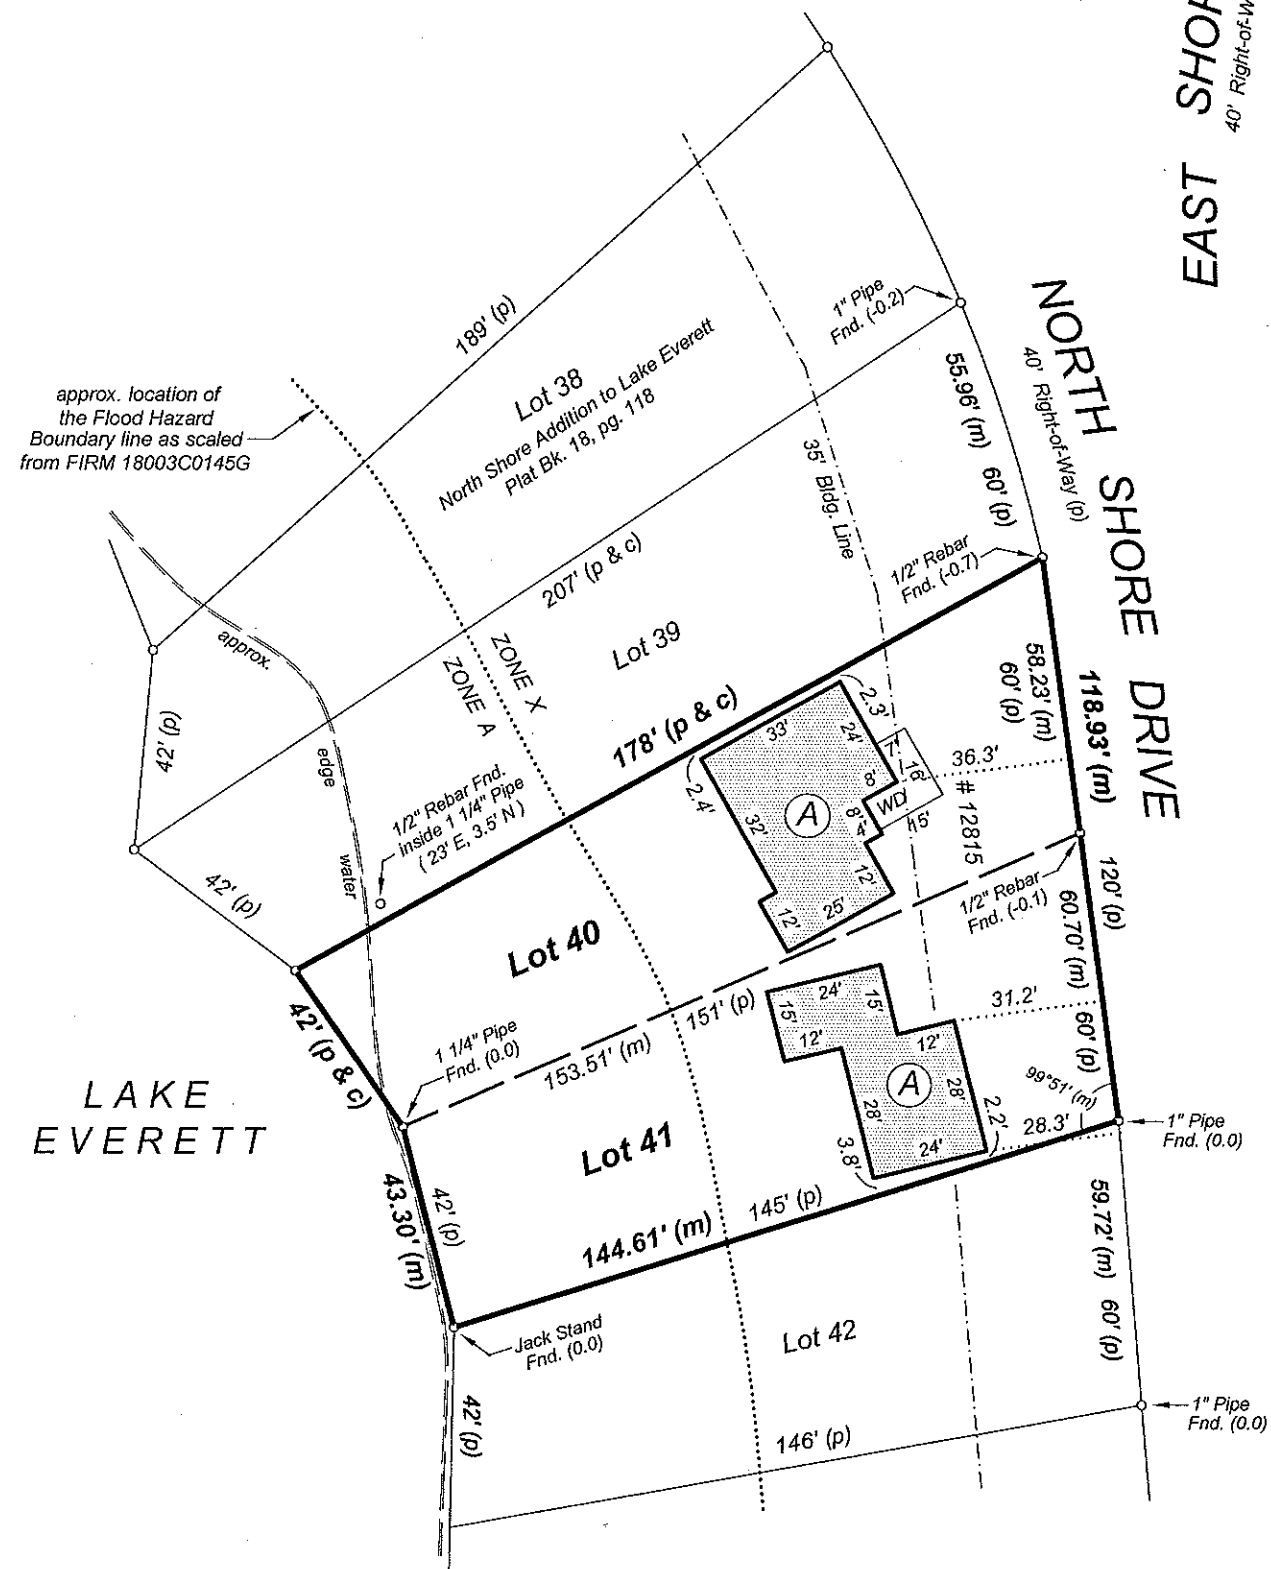 EAST SHOR
40' Right-of-W
NORTH SHORE DRIVE
40' Right-of-Way (p)
189' (p)
1" Pipe
Fnd. (-0.2)
Lot 38
North Shore Addition to Lake Everett
Plat Bk. 18, pg. 118
approx. location of
the Flood Hazard
Boundary line as scaled
from FIRM 18003C0145G
55.96' (m) 60' (p)
35' Bldg. Line
207' (p & c)
1/2" Rebar
Fnd. (-0.7)
approx.
edge
water
ZONE X
ZONE A
Lot 39
42' (p)
178' (p & c)
58.23' (m)
60' (p)
118.93' (m)
2.3'
33'
24'
7'
16'
36.3'
8'
2.4'
A
WD
8'
4'
15'
# 12815
32'
12'
12'
25'
1/2" Rebar Fnd.
inside 1 1/4" Pipe
( 23' E, 3.5' N )
42' (p)
1/2" Rebar
Fnd. (-0.1)
120' (p)
60.70' (m)
60' (p)
Lot 40
42' (p & c)
1 1/4" Pipe
Fnd. (0.0)
153.51' (m)
151' (p)
24'
15'
15'
12'
12'
31.2'
A
28'
28'
24'
2.2'
3.8'
28.3'
99°51' (m)
1" Pipe
Fnd. (0.0)
LAKE
EVERETT
Lot 41
43.30' (m)
42' (p)
144.61' (m)
145' (p)
59.72' (m) 60' (p)
Jack Stand
Fnd. (0.0)
Lot 42
42' (p)
146' (p)
1" Pipe
Fnd. (0.0)